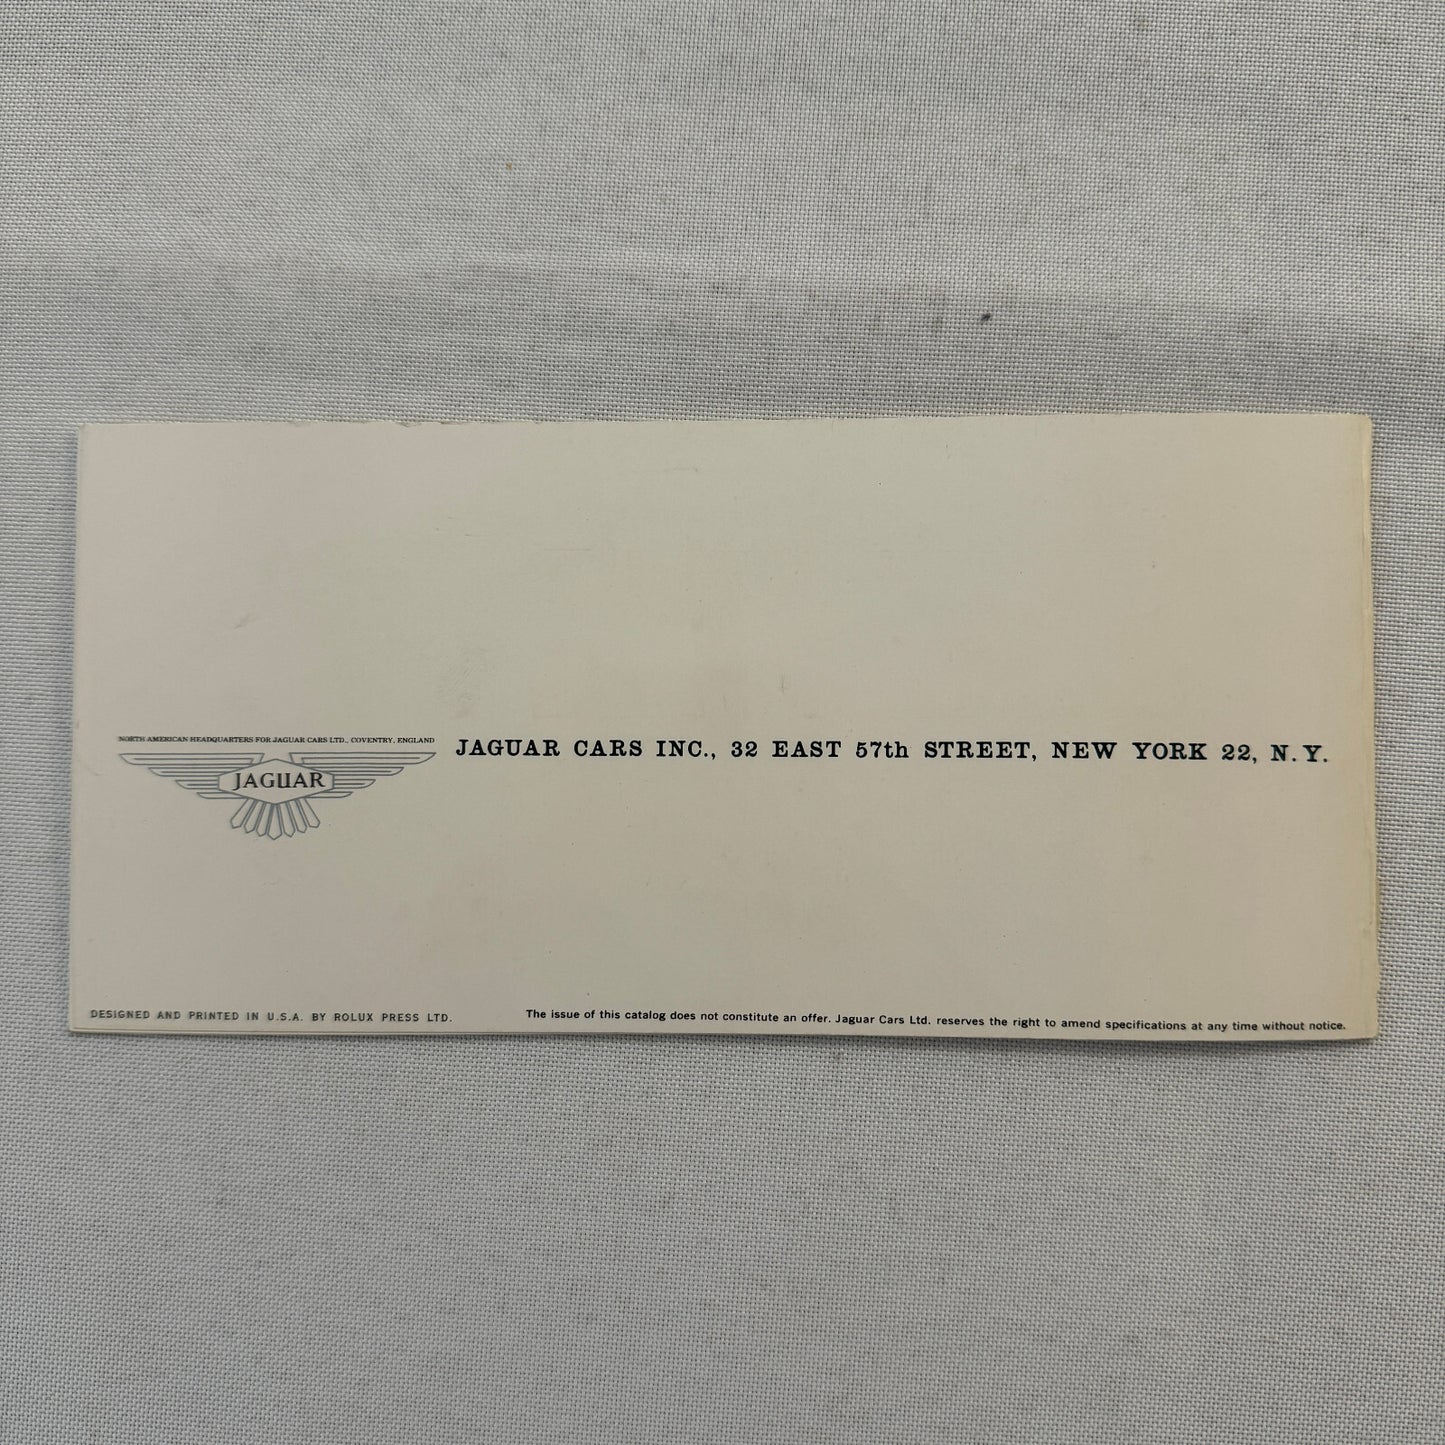 NORTH AMERICAN HEADQUARTERS FOR JAGUAR CARS LTD., COVENTRY, ENGLAND
JAGUAR
JAGUAR CARS INC., 32 EAST 57th STREET, NEW YORK 22, N.Y.
DESIGNED AND PRINTED IN U.S.A. BY ROLUX PRESS LTD.
The issue of this catalog does not constitute an offer. Jaguar Cars Ltd. reserves the right to amend specifications at any time without notice.